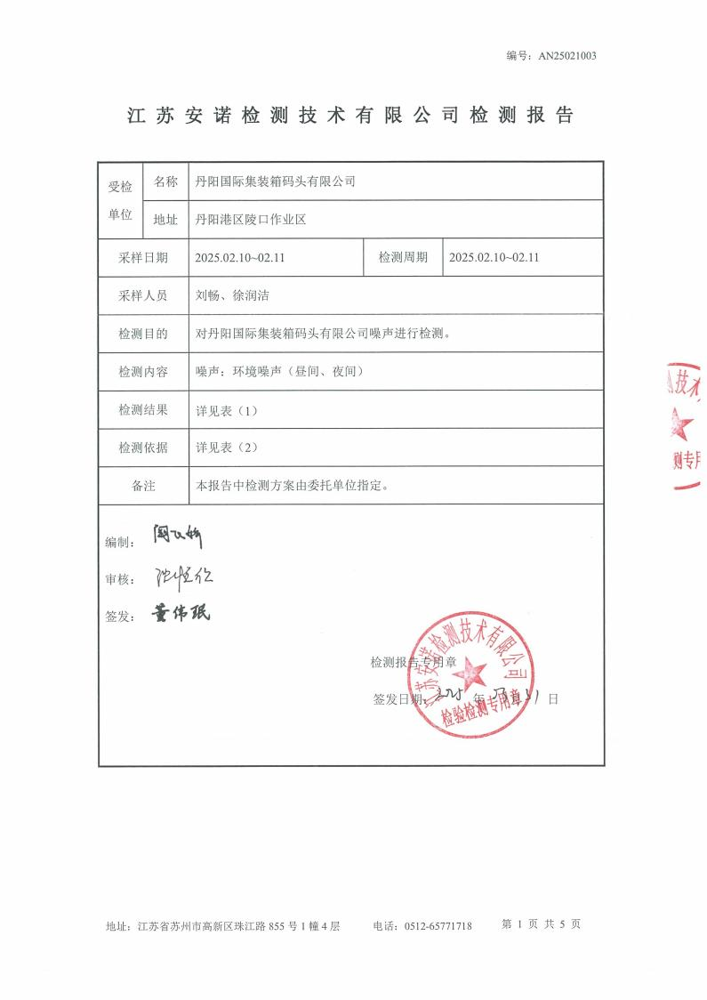 编号：AN25021003
江苏安诺检测技术有限公司检测报告
受检单位
名称 丹阳国际集装箱码头有限公司
地址 丹阳港区陵口作业区
采样日期 2025.02.10~02.11 检测周期 2025.02.10~02.11
采样人员 刘畅、徐润洁
检测目的 对丹阳国际集装箱码头有限公司噪声进行检测。
检测内容 噪声：环境噪声（昼间、夜间）
检测结果 详见表（1）
检测依据 详见表（2）
备注 本报告中检测方案由委托单位指定。
编制：
审核：
签发：董伟珉
检测报告专用章
签发日期：2025 年 03 月 31 日
江苏安诺检测技术有限公司
检验检测专用章
技术
测专用
地址：江苏省苏州市高新区珠江路 855 号 1 幢 4 层 电话：0512-65771718 第 1 页 共 5 页